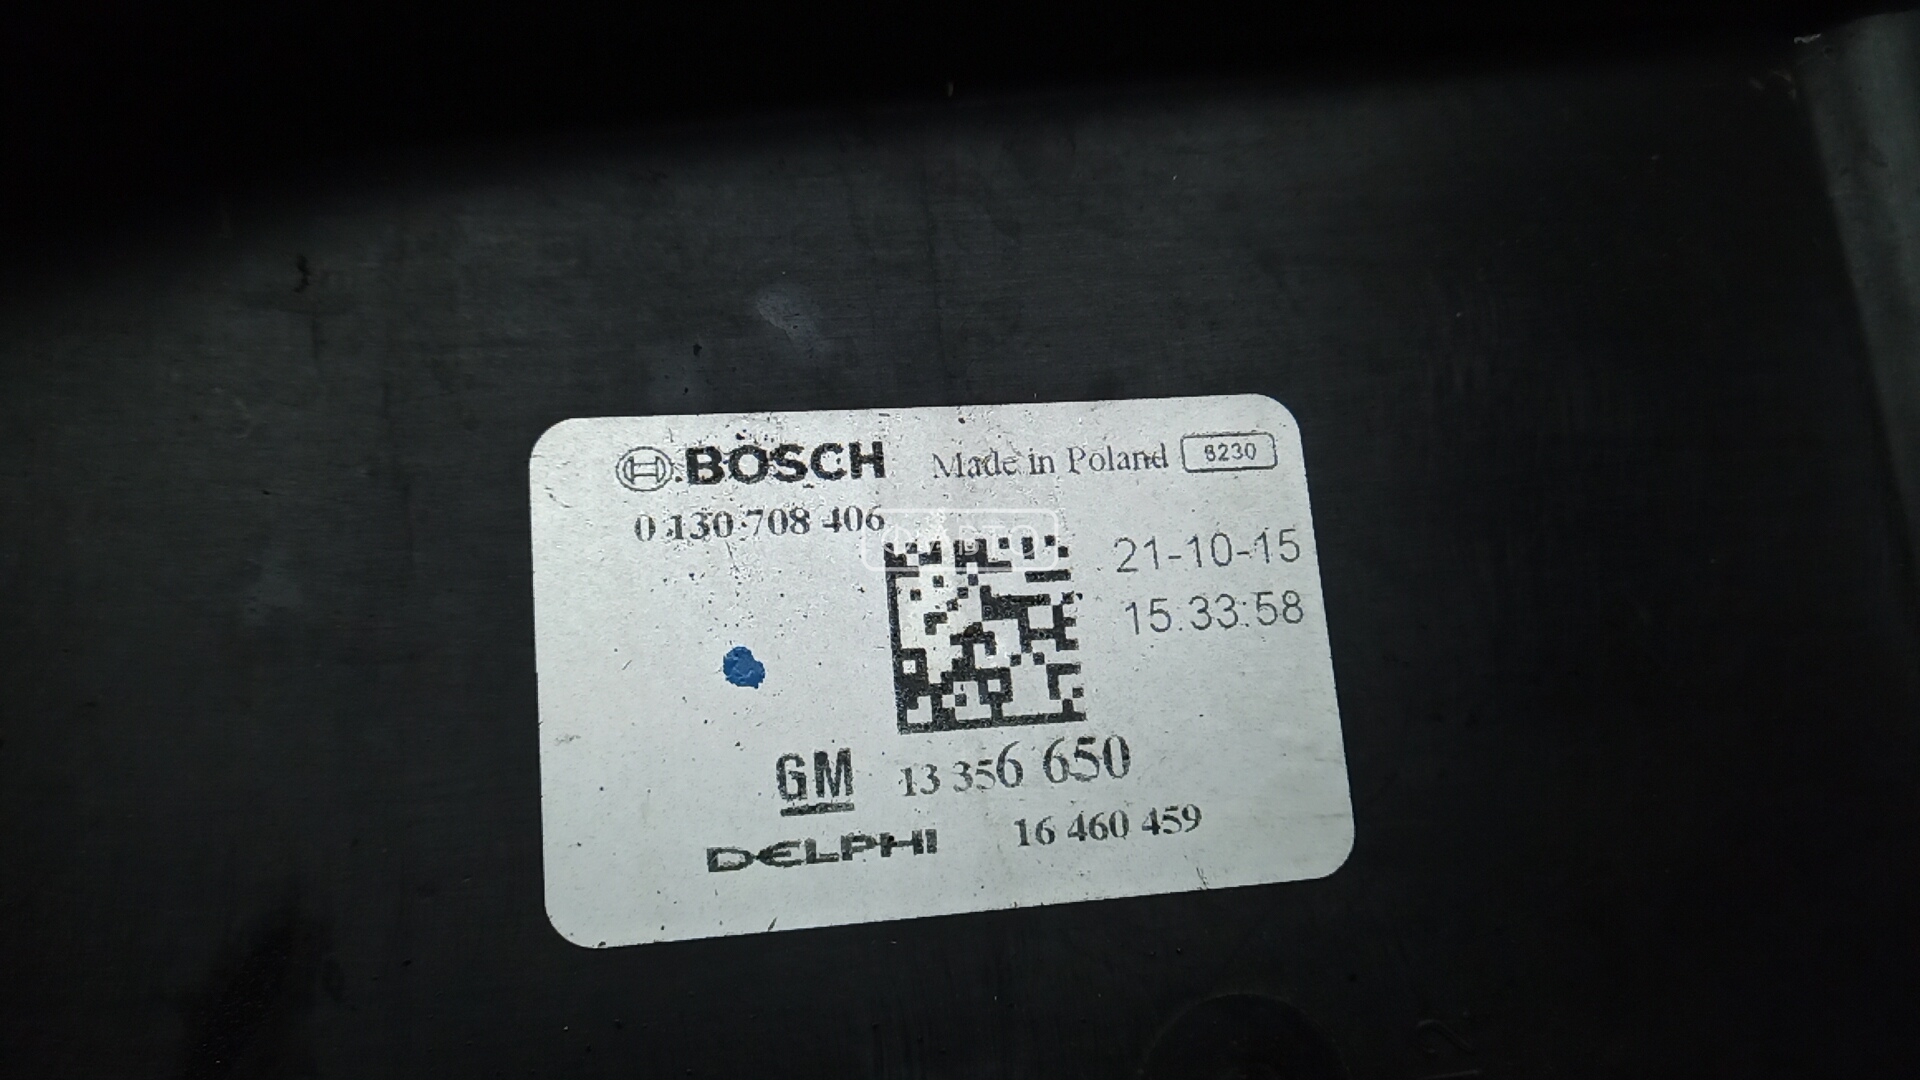 BOSCH Made in Poland 8230
0 130 708 406
21-10-15
15:33:58
GM 13 356 650
DELPHI 16 460 459